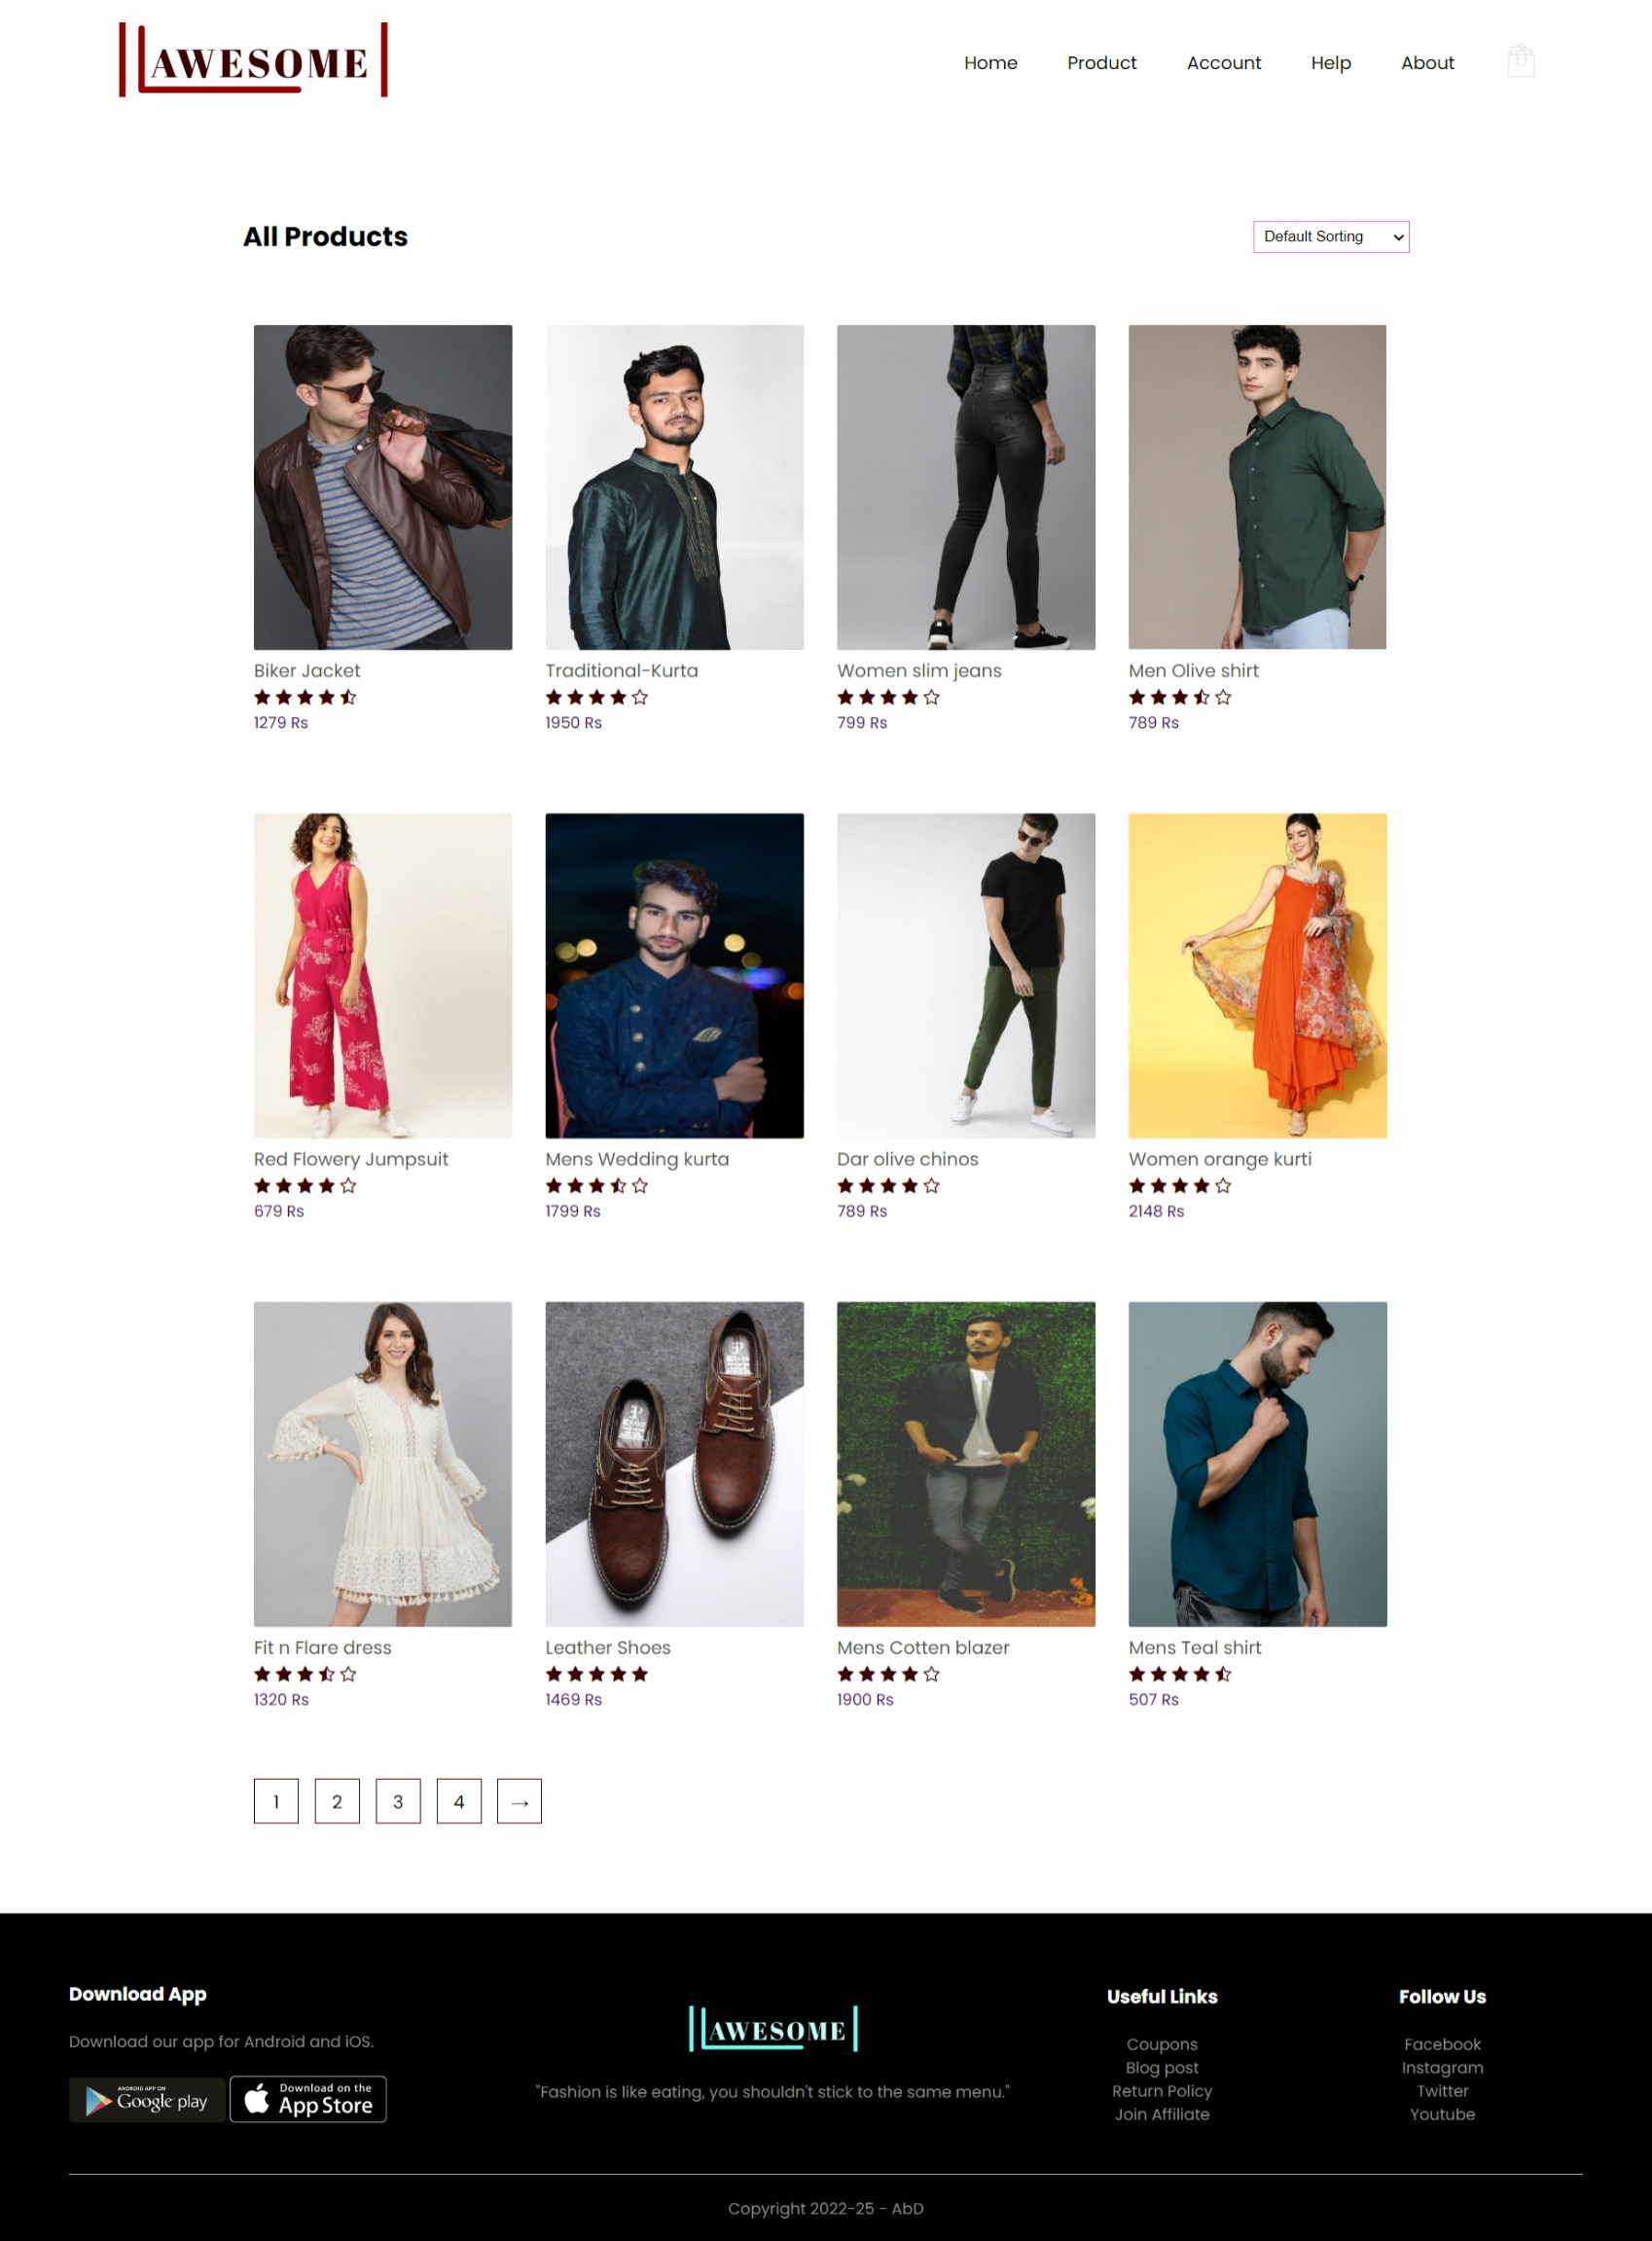 AWESOME
Home Product Account Help About
All Products
Default Sorting
Biker Jacket
1279 Rs
Traditional-Kurta
1950 Rs
Women slim jeans
799 Rs
Men Olive shirt
789 Rs
Red Flowery Jumpsuit
679 Rs
Mens Wedding kurta
1799 Rs
Dar olive chinos
789 Rs
Women orange kurti
2148 Rs
Fit n Flare dress
1320 Rs
Leather Shoes
1469 Rs
Mens Cotten blazer
1900 Rs
Mens Teal shirt
507 Rs
1 2 3 4 →
Download App
Download our app for Android and iOS.
ANDROID APP ON
Google play
Download on the
App Store
AWESOME
"Fashion is like eating, you shouldn't stick to the same menu."
Useful Links
Coupons
Blog post
Return Policy
Join Affiliate
Follow Us
Facebook
Instagram
Twitter
Youtube
Copyright 2022-25 - AbD